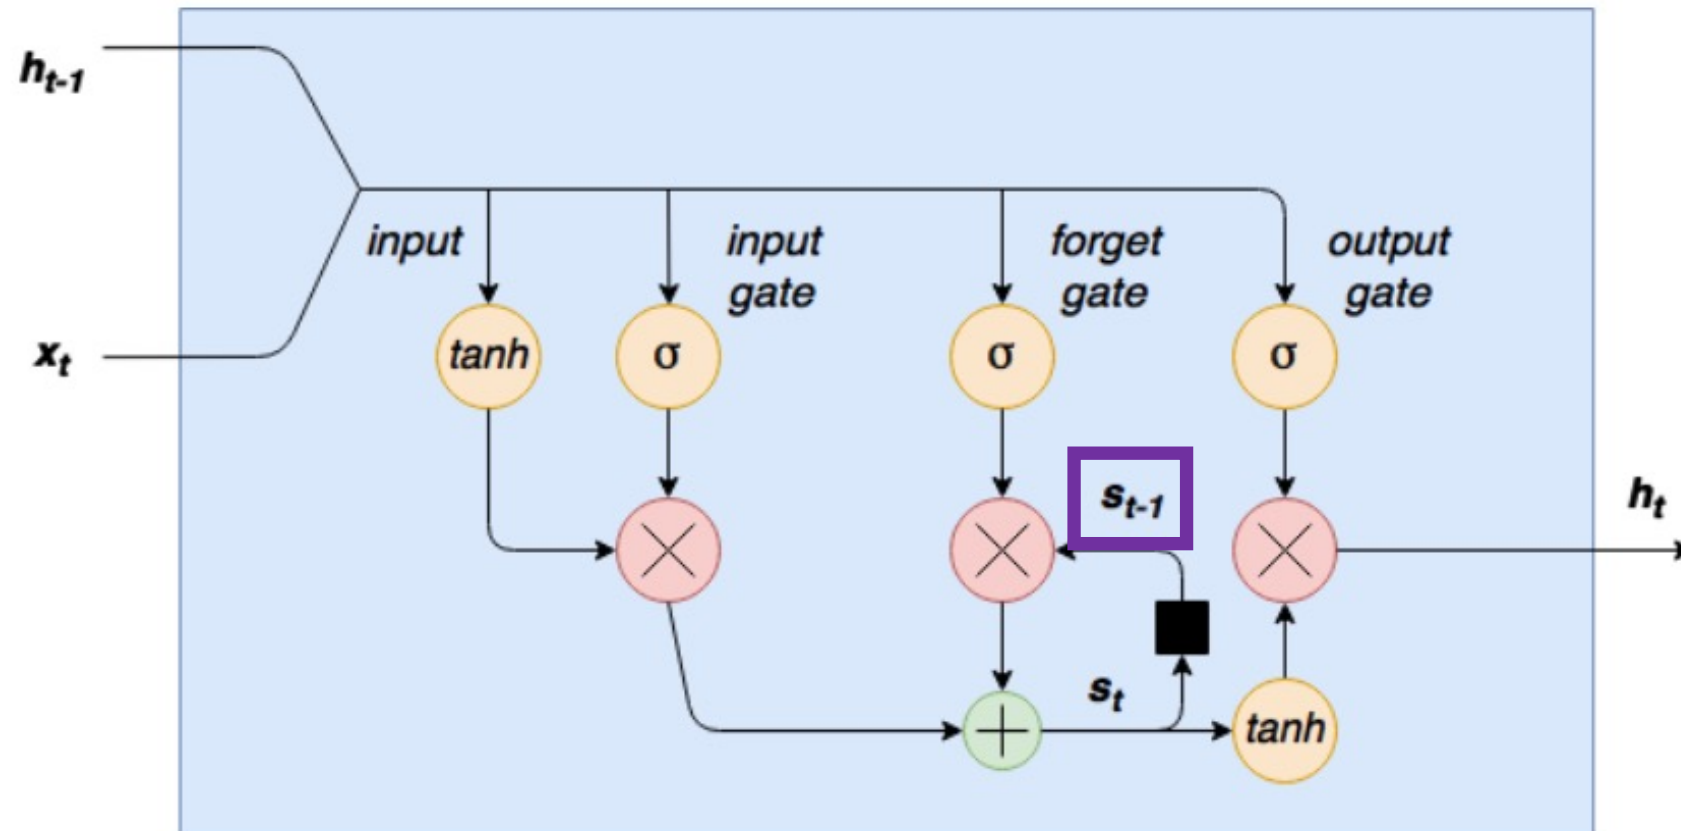 h_{t-1}
input
input
gate
forget
gate
output
gate
x_t
tanh
σ
σ
σ
s_{t-1}
h_t
s_t
tanh